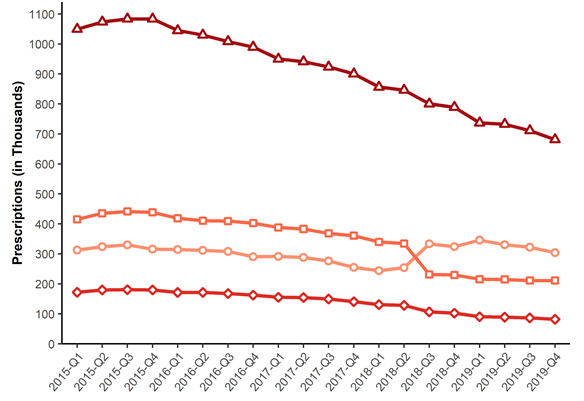 Prescriptions (in Thousands)
1100
1000
900
800
700
600
500
400
300
200
100
0
2015-Q1
2015-Q2
2015-Q3
2015-Q4
2016-Q1
2016-Q2
2016-Q3
2016-Q4
2017-Q1
2017-Q2
2017-Q3
2017-Q4
2018-Q1
2018-Q2
2018-Q3
2018-Q4
2019-Q1
2019-Q2
2019-Q3
2019-Q4